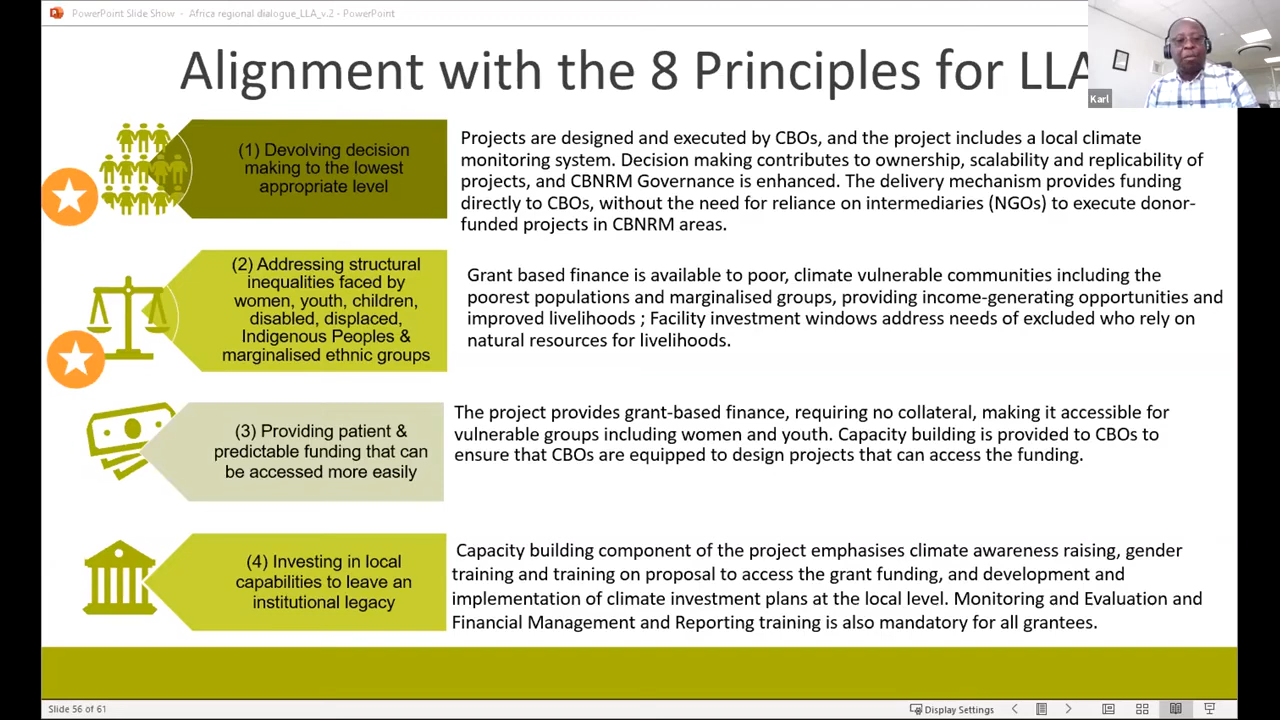 PowerPoint Slide Show - Africa regional dialogue_LLA_v.2 - PowerPoint
Alignment with the 8 Principles for LLA
Karl
(1) Devolving decision
making to the lowest
appropriate level
Projects are designed and executed by CBOs, and the project includes a local climate
monitoring system. Decision making contributes to ownership, scalability and replicability of
projects, and CBNRM Governance is enhanced. The delivery mechanism provides funding
directly to CBOs, without the need for reliance on intermediaries (NGOs) to execute donor-
funded projects in CBNRM areas.
(2) Addressing structural
inequalities faced by
women, youth, children,
disabled, displaced,
Indigenous Peoples &
marginalised ethnic groups
Grant based finance is available to poor, climate vulnerable communities including the
poorest populations and marginalised groups, providing income-generating opportunities and
improved livelihoods ; Facility investment windows address needs of excluded who rely on
natural resources for livelihoods.
(3) Providing patient &
predictable funding that can
be accessed more easily
The project provides grant-based finance, requiring no collateral, making it accessible for
vulnerable groups including women and youth. Capacity building is provided to CBOs to
ensure that CBOs are equipped to design projects that can access the funding.
(4) Investing in local
capabilities to leave an
institutional legacy
Capacity building component of the project emphasises climate awareness raising, gender
training and training on proposal to access the grant funding, and development and
implementation of climate investment plans at the local level. Monitoring and Evaluation and
Financial Management and Reporting training is also mandatory for all grantees.
Slide 56 of 61
Display Settings